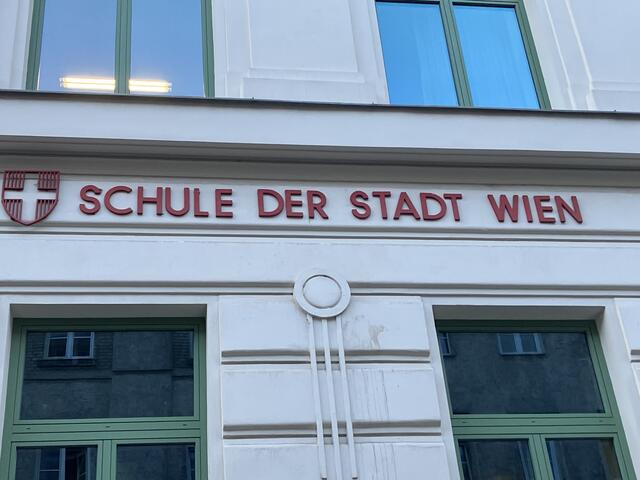 SCHULE DER STADT WIEN